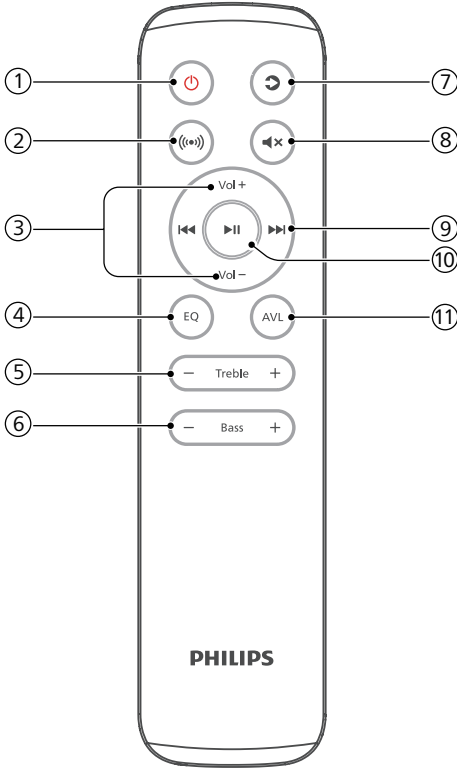 ①
⑦
②
⑧
Vol +
③
⑨
⑩
Vol −
④
EQ
AVL
⑪
⑤
− Treble +
⑥
− Bass +
PHILIPS